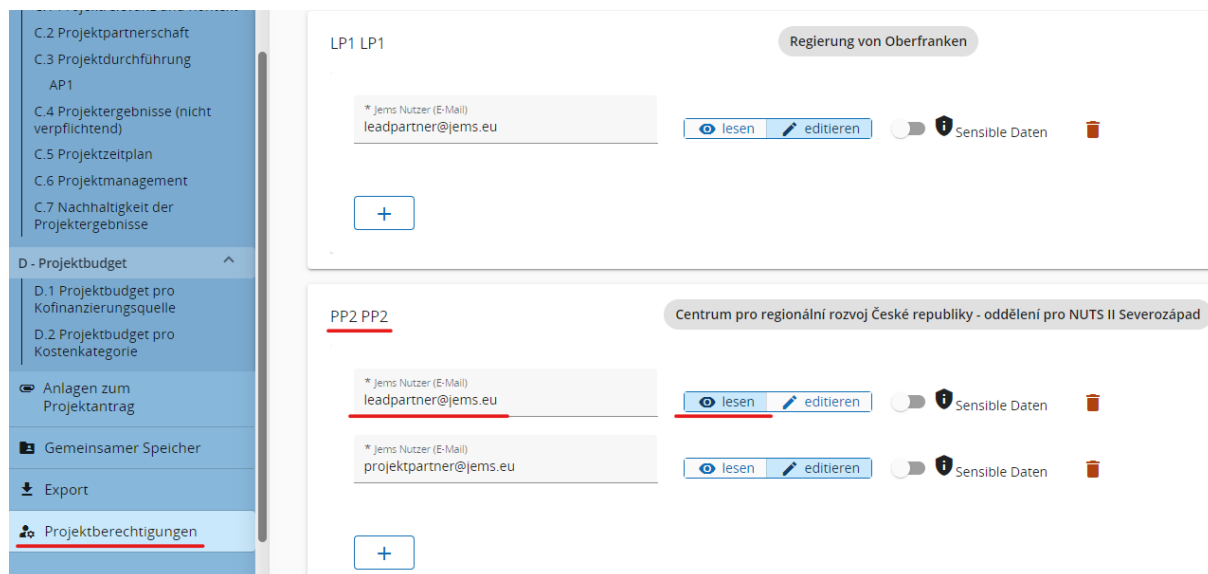 C.2 Projektpartnerschaft
C.3 Projektdurchführung
AP1
C.4 Projektergebnisse (nicht
verpflichtend)
C.5 Projektzeitplan
C.6 Projektmanagement
C.7 Nachhaltigkeit der
Projektergebnisse
D - Projektbudget
D.1 Projektbudget pro
Kofinanzierungsquelle
D.2 Projektbudget pro
Kostenkategorie
Anlagen zum
Projektantrag
Gemeinsamer Speicher
Export
Projektberechtigungen
LP1 LP1
Regierung von Oberfranken
* Jems Nutzer (E-Mail)
leadpartner@jems.eu
lesen editieren Sensible Daten
+
PP2 PP2
Centrum pro regionální rozvoj České republiky - oddělení pro NUTS II Severozápad
* Jems Nutzer (E-Mail)
leadpartner@jems.eu
lesen editieren Sensible Daten
* Jems Nutzer (E-Mail)
projektpartner@jems.eu
lesen editieren Sensible Daten
+